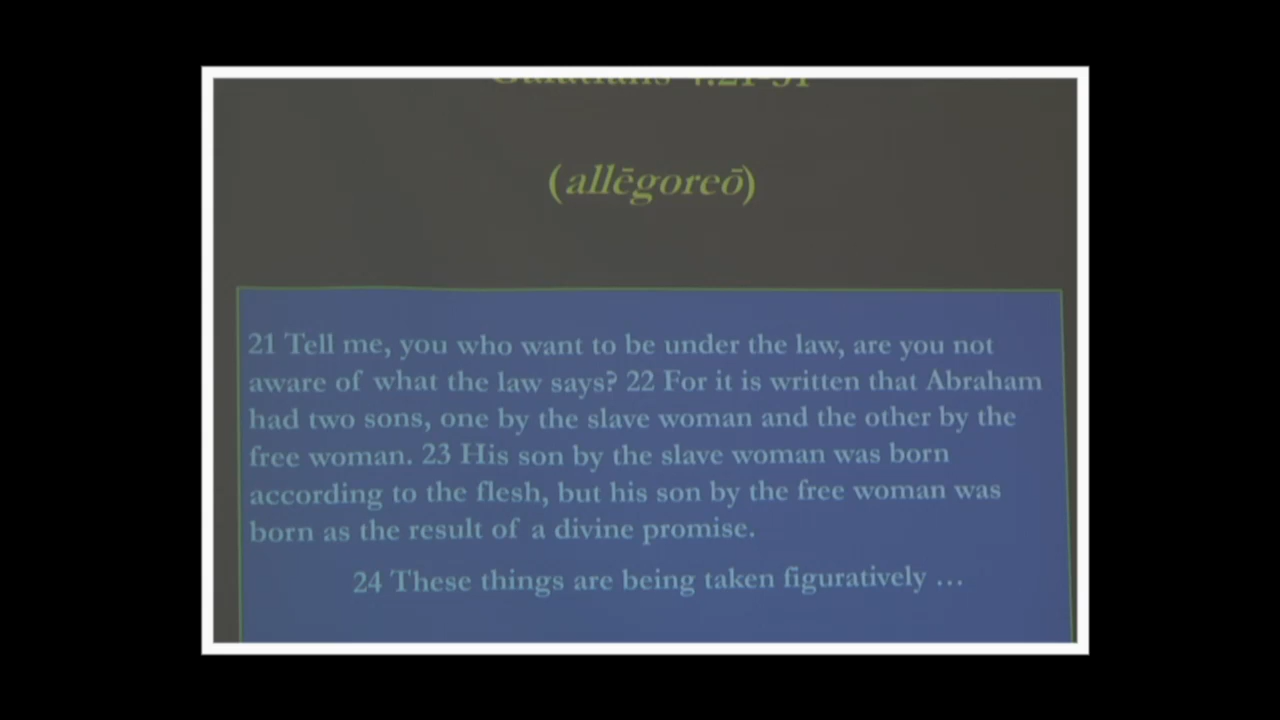 Galatians 4:21-31
(allēgoreō)
21 Tell me, you who want to be under the law, are you not
aware of what the law says? 22 For it is written that Abraham
had two sons, one by the slave woman and the other by the
free woman. 23 His son by the slave woman was born
according to the flesh, but his son by the free woman was
born as the result of a divine promise.
24 These things are being taken figuratively …